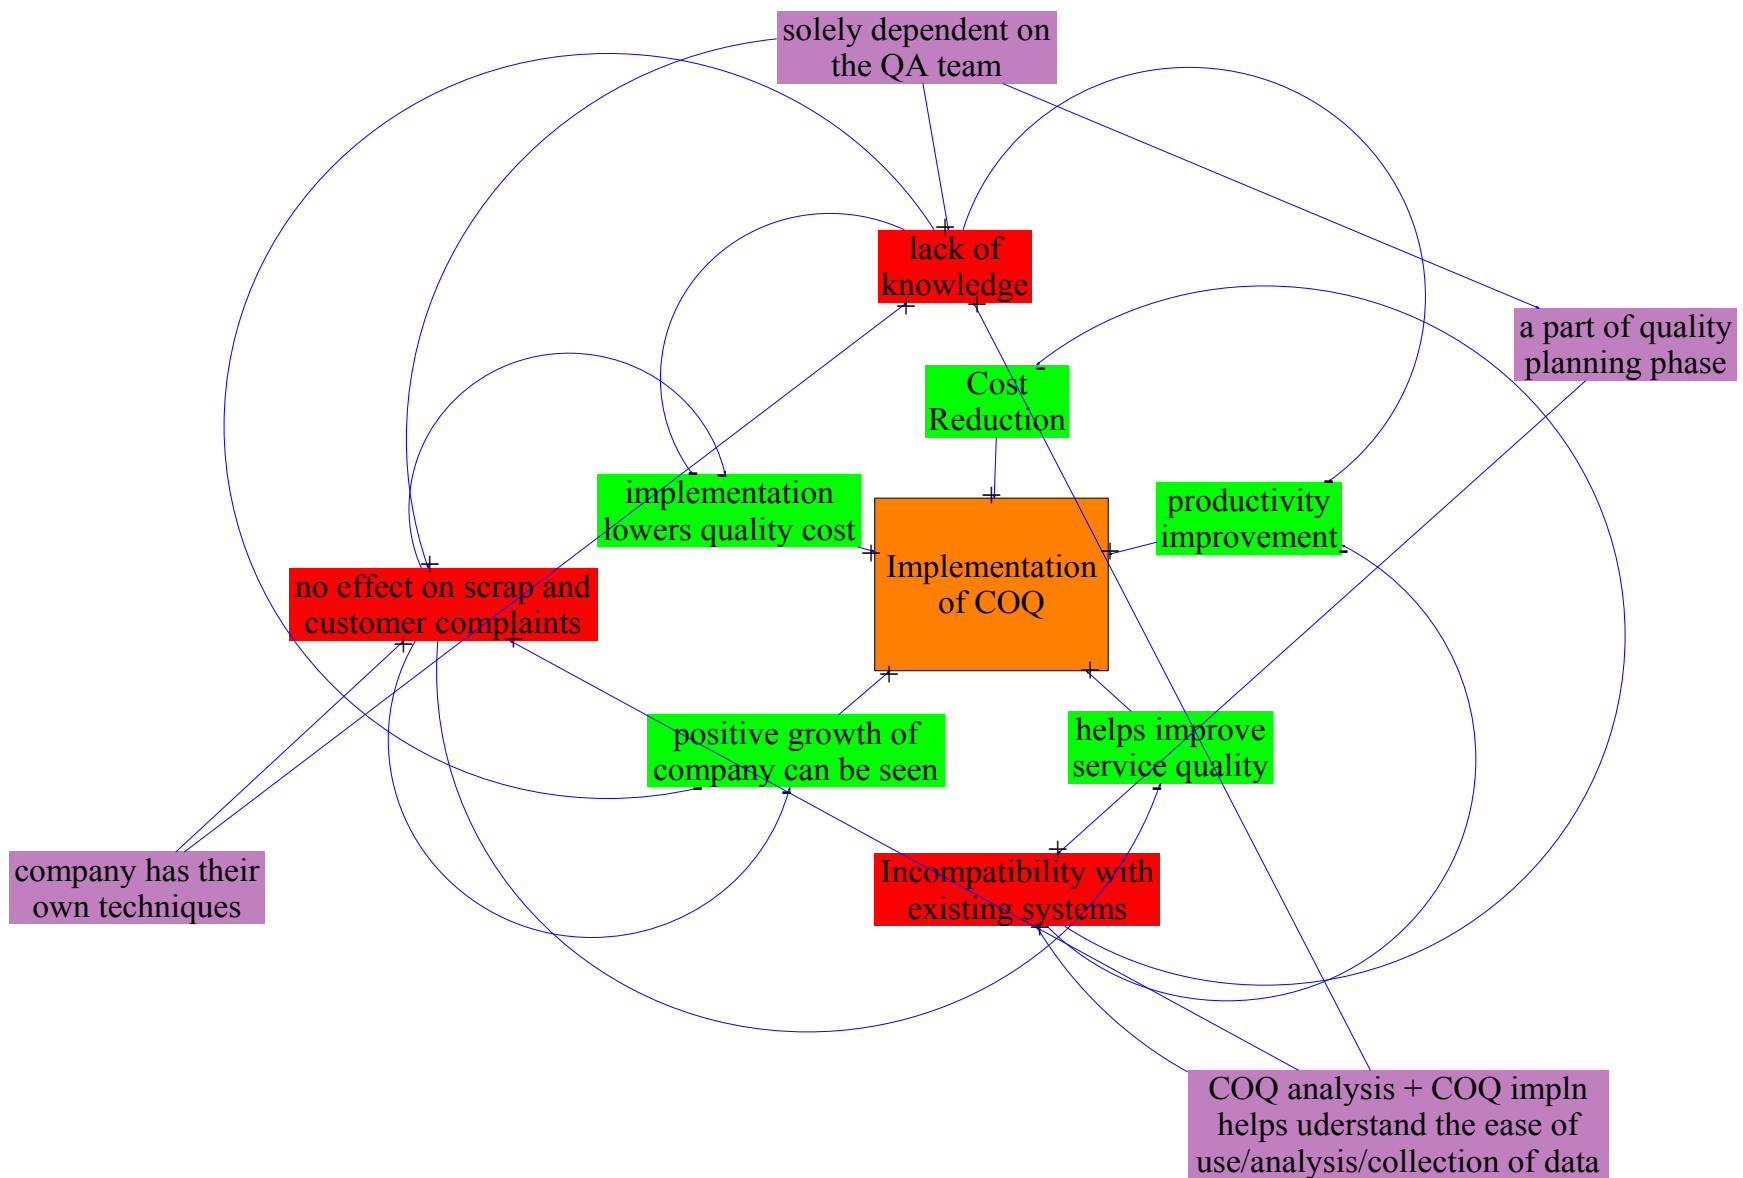 solely dependent on
the QA team
lack of
knowledge
a part of quality
planning phase
Cost
Reduction
implementation
lowers quality cost
productivity
improvement
Implementation
of COQ
no effect on scrap and
customer complaints
positive growth of
company can be seen
helps improve
service quality
company has their
own techniques
Incompatibility with
existing systems
COQ analysis + COQ impln
helps uderstand the ease of
use/analysis/collection of data